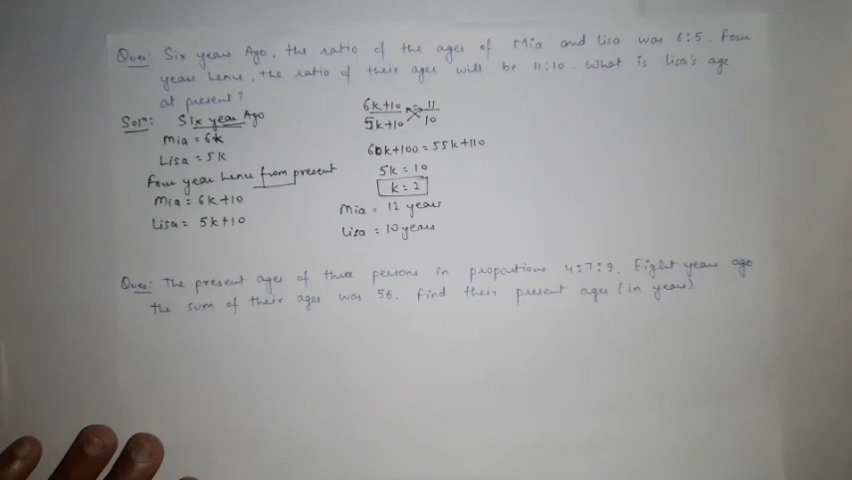 Ques: Six years Ago, the ratio of the ages of Mia and Lisa was 6:5. Four
years hence, the ratio of their ages will be 11:10. What is Lisa's age
at present?
Solⁿ: Six year Ago
Mia = 6k
Lisa = 5k
Four year hence from present
Mia = 6k+10
Lisa = 5k+10
6k+10 / 5k+10 = 11 / 10
60k+100 = 55k+110
5k = 10
k = 2
Mia = 12 years
Lisa = 10 years
Ques: The present ages of three persons in proportions 4:7:9. Eight years ago
the sum of their ages was 56. Find their present ages (in years)